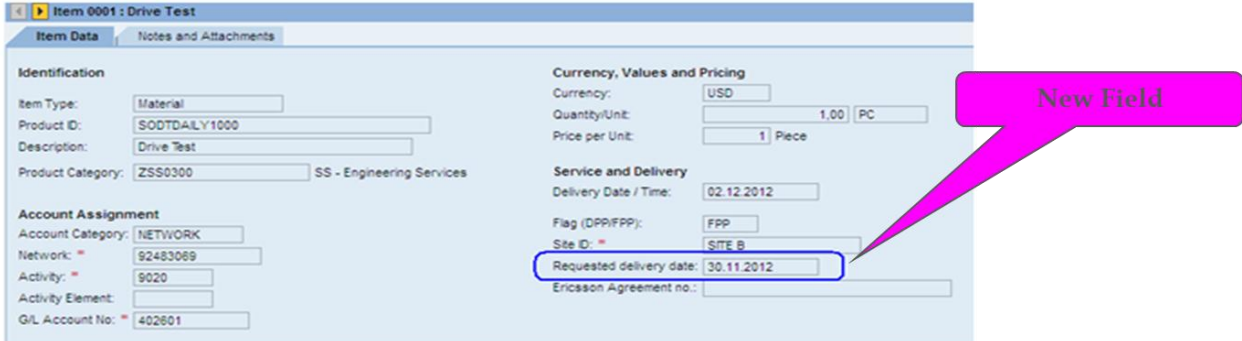 Item 0001 : Drive Test
Item Data
Notes and Attachments
Identification
Item Type: Material
Product ID: SODTDAILY1000
Description: Drive Test
Product Category: ZSS0300 SS - Engineering Services
Account Assignment
Account Category: NETWORK
Network: * 92483069
Activity: * 9020
Activity Element:
G/L Account No: * 402601
Currency, Values and Pricing
Currency: USD
Quantity/Unit: 1,00 PC
Price per Unit: 1 Piece
Service and Delivery
Delivery Date / Time: 02.12.2012
Flag (DPP/FPP): FPP
Site ID: * SITE B
Requested delivery date: 30.11.2012
Ericsson Agreement no.:
New Field